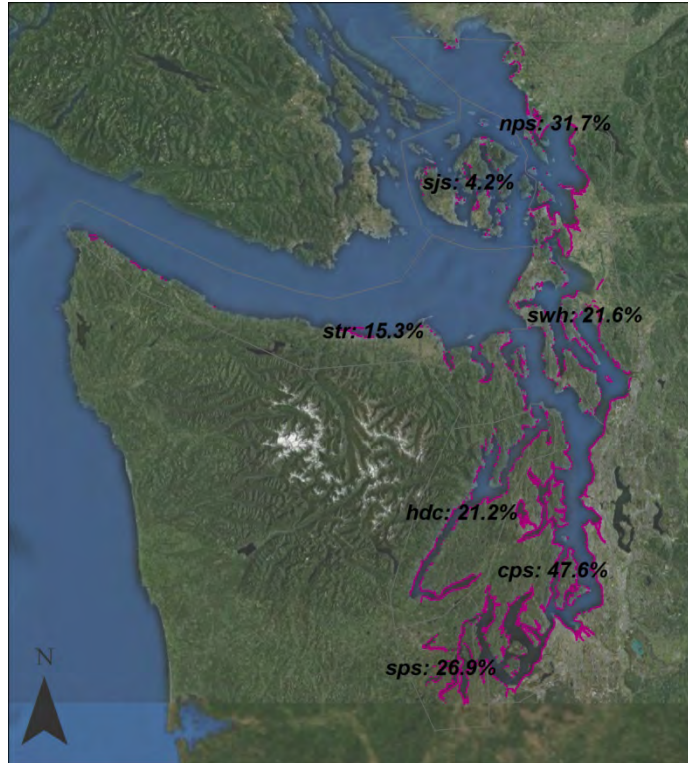 nps: 31.7%
sjs: 4.2%
swh: 21.6%
str: 15.3%
hdc: 21.2%
cps: 47.6%
sps: 26.9%
N